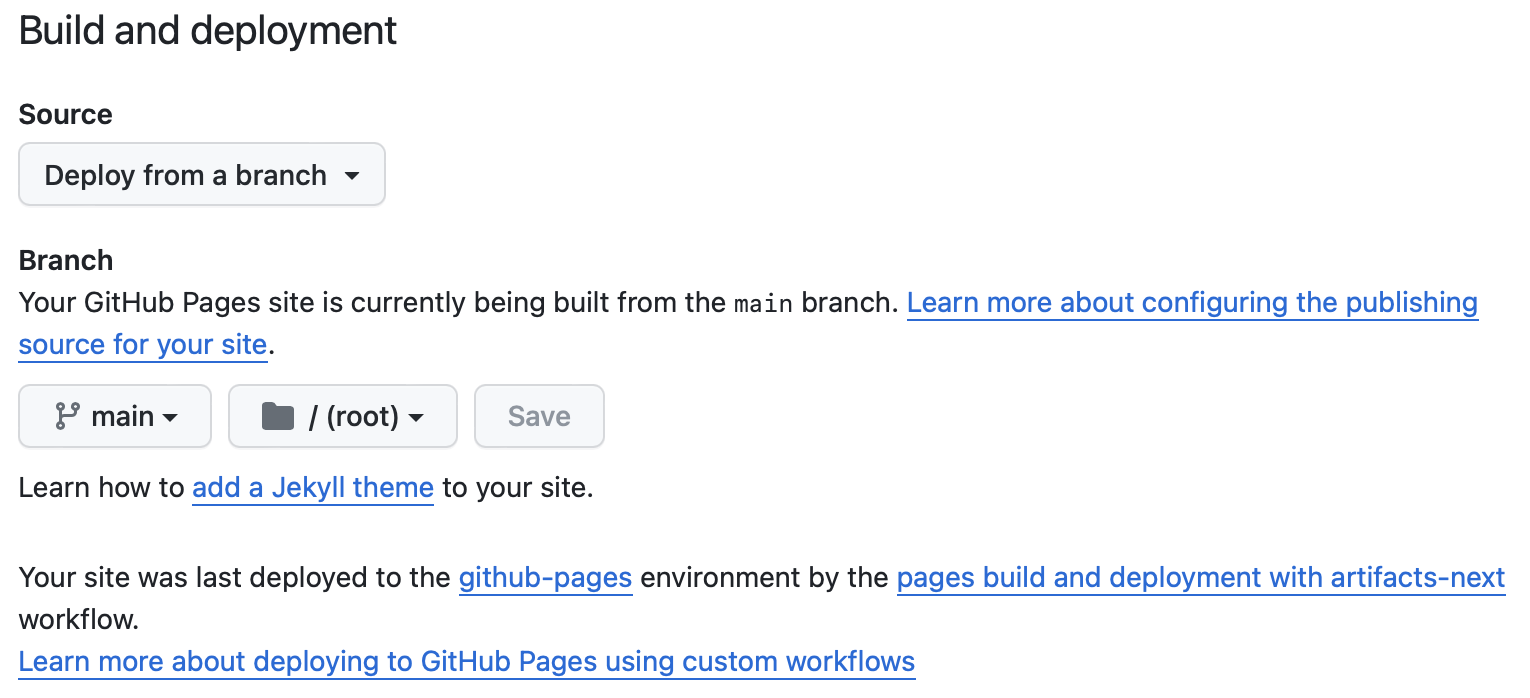 Build and deployment
Source
Deploy from a branch
Branch
Your GitHub Pages site is currently being built from the main branch. Learn more about configuring the publishing
source for your site.
main / (root) Save
Learn how to add a Jekyll theme to your site.
Your site was last deployed to the github-pages environment by the pages build and deployment with artifacts-next
workflow.
Learn more about deploying to GitHub Pages using custom workflows